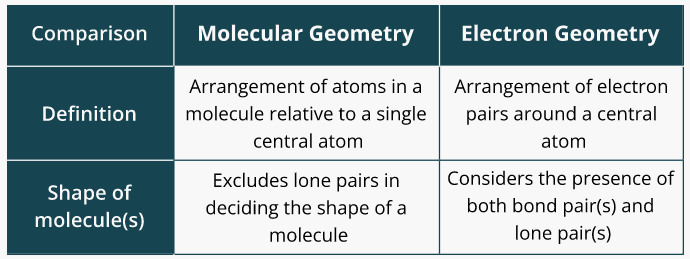 Comparison
Molecular Geometry
Electron Geometry
Definition
Arrangement of atoms in a
molecule relative to a single
central atom
Arrangement of electron
pairs around a central
atom
Shape of
molecule(s)
Excludes lone pairs in
deciding the shape of a
molecule
Considers the presence of
both bond pair(s) and
lone pair(s)